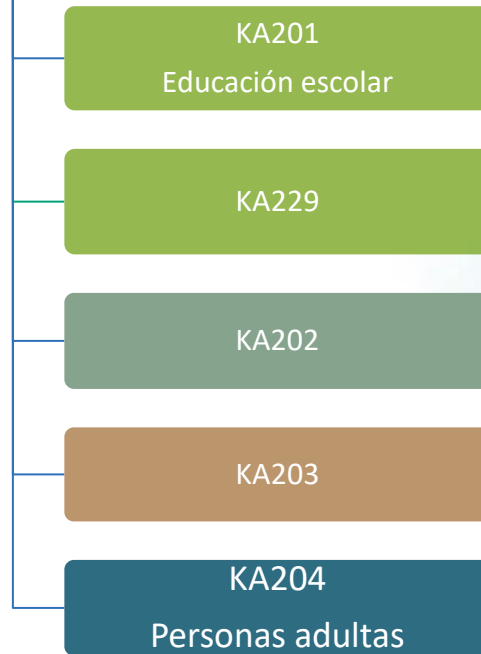 KA201
Educación escolar
KA229
KA202
KA203
KA204
Personas adultas